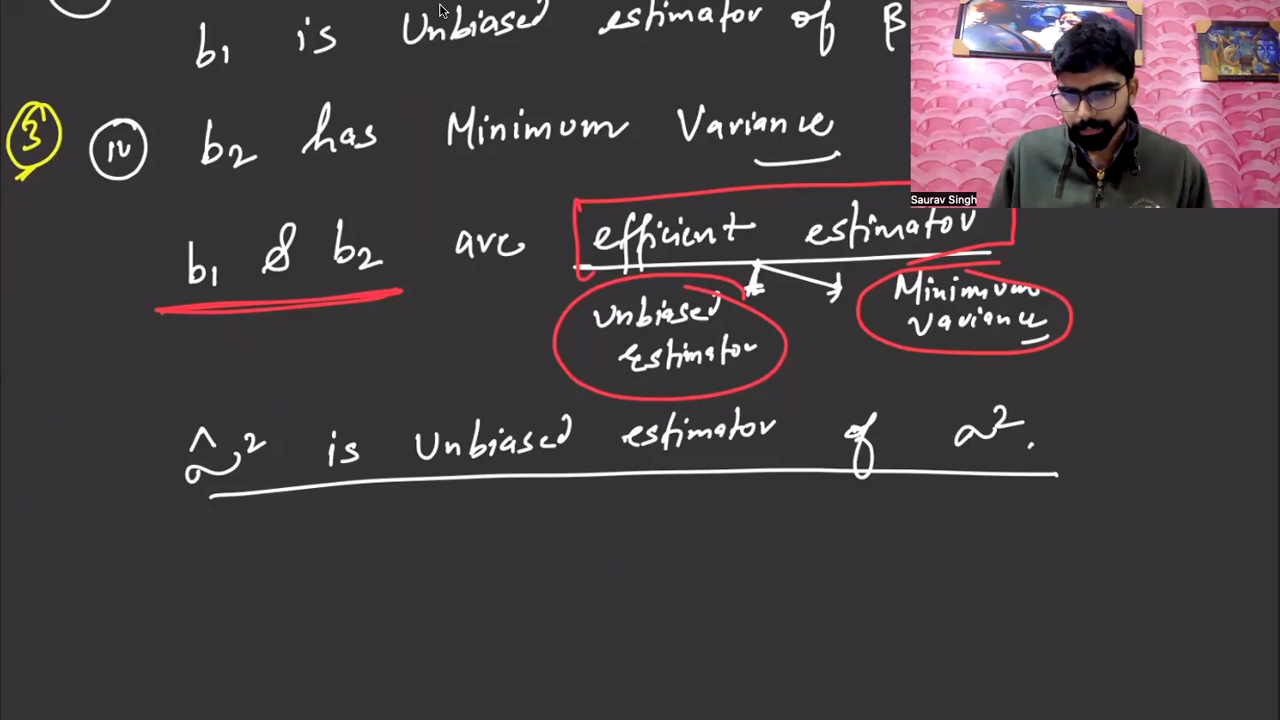 b1 is Unbiased estimator of β
3 iv b2 has Minimum Variance
Saurav Singh
b1 & b2 are efficient estimator
Unbiased Estimator
Minimum Variance
σ̂² is Unbiased estimator of σ².